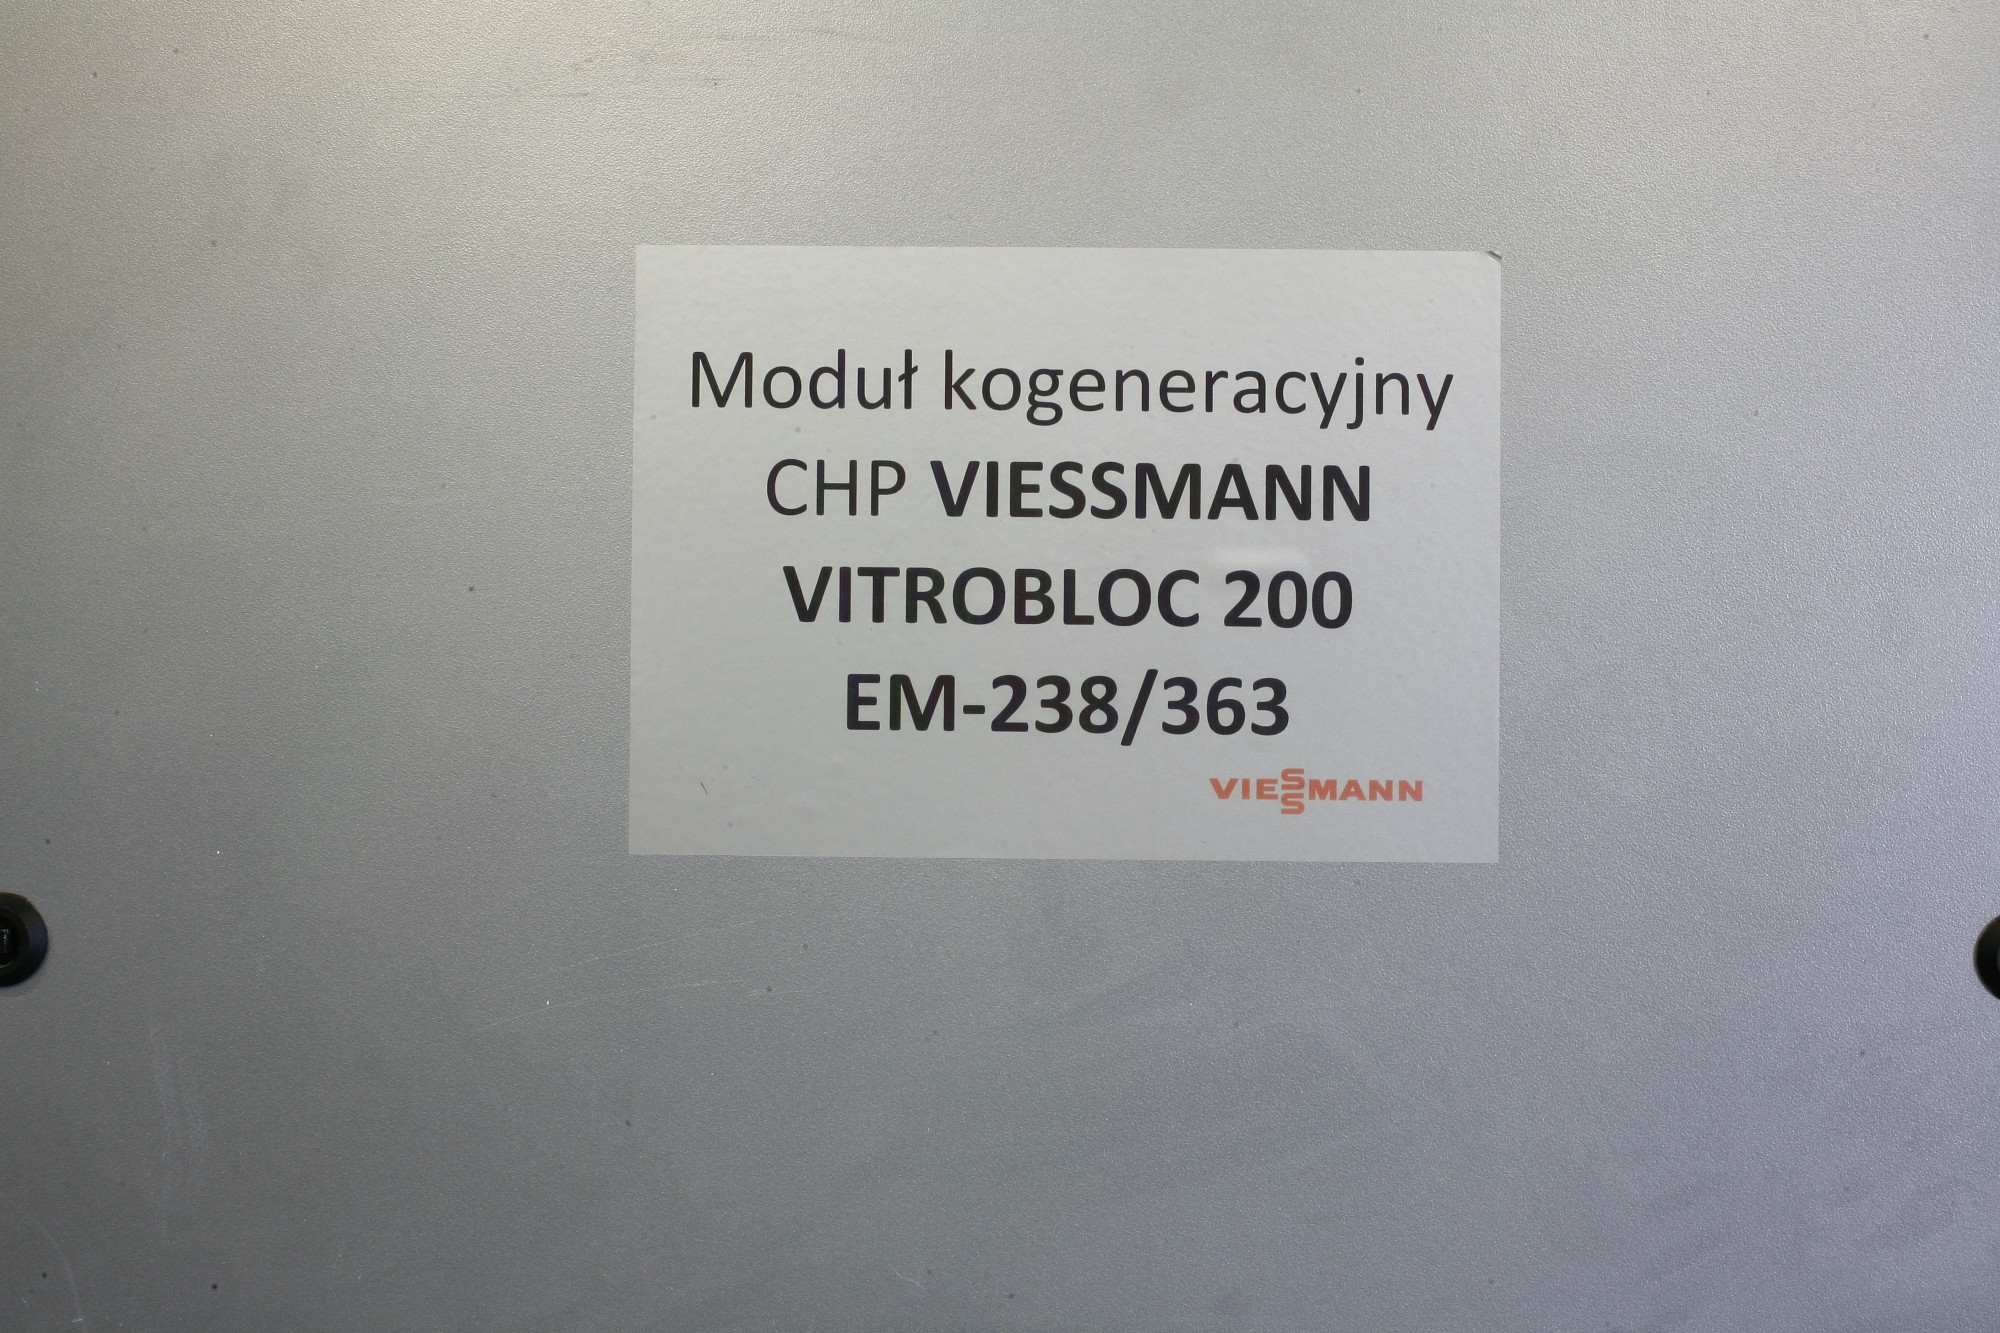 Moduł kogeneracyjny
CHP VIESSMANN
VITROBLOC 200
EM-238/363
VIESSMANN